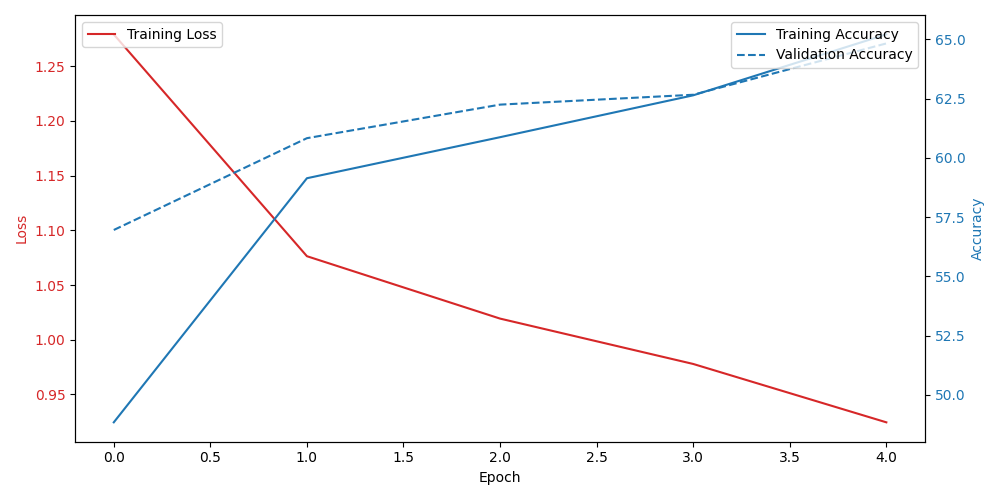 Training Loss
Training Accuracy
Validation Accuracy
1.25
1.20
1.15
1.10
1.05
1.00
0.95
Loss
65.0
62.5
60.0
57.5
55.0
52.5
50.0
Accuracy
0.0 0.5 1.0 1.5 2.0 2.5 3.0 3.5 4.0
Epoch